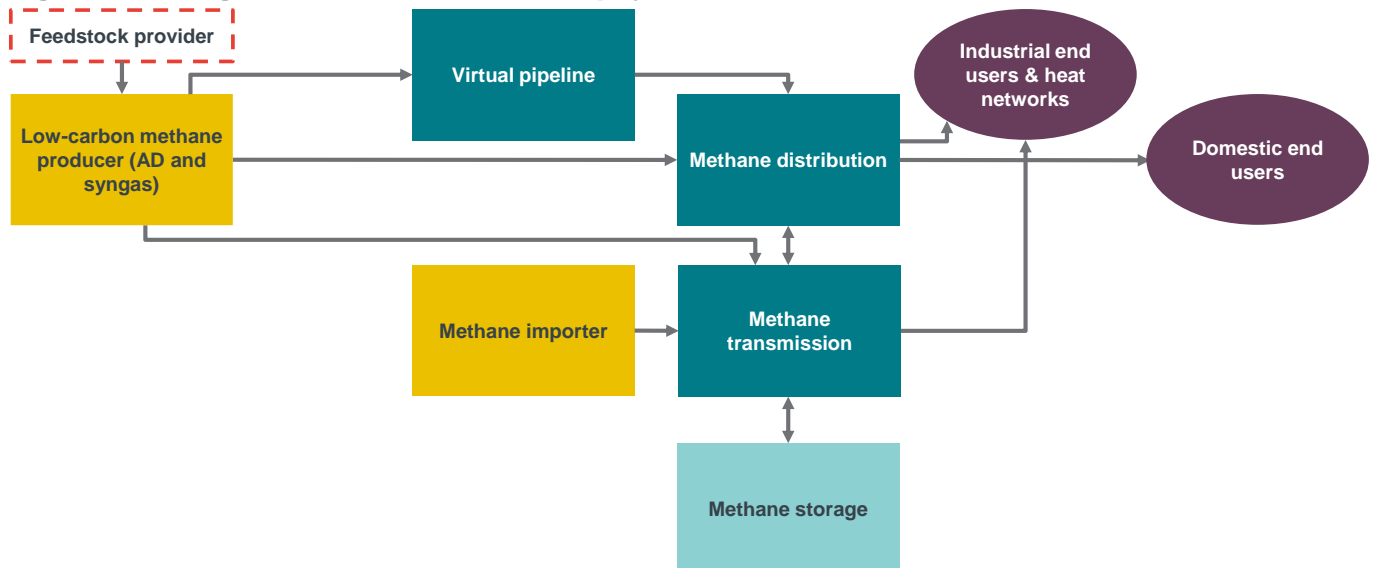 Feedstock provider
Virtual pipeline
Industrial end
users & heat
networks
Low-carbon methane
producer (AD and
syngas)
Methane distribution
Domestic end
users
Methane importer
Methane
transmission
Methane storage